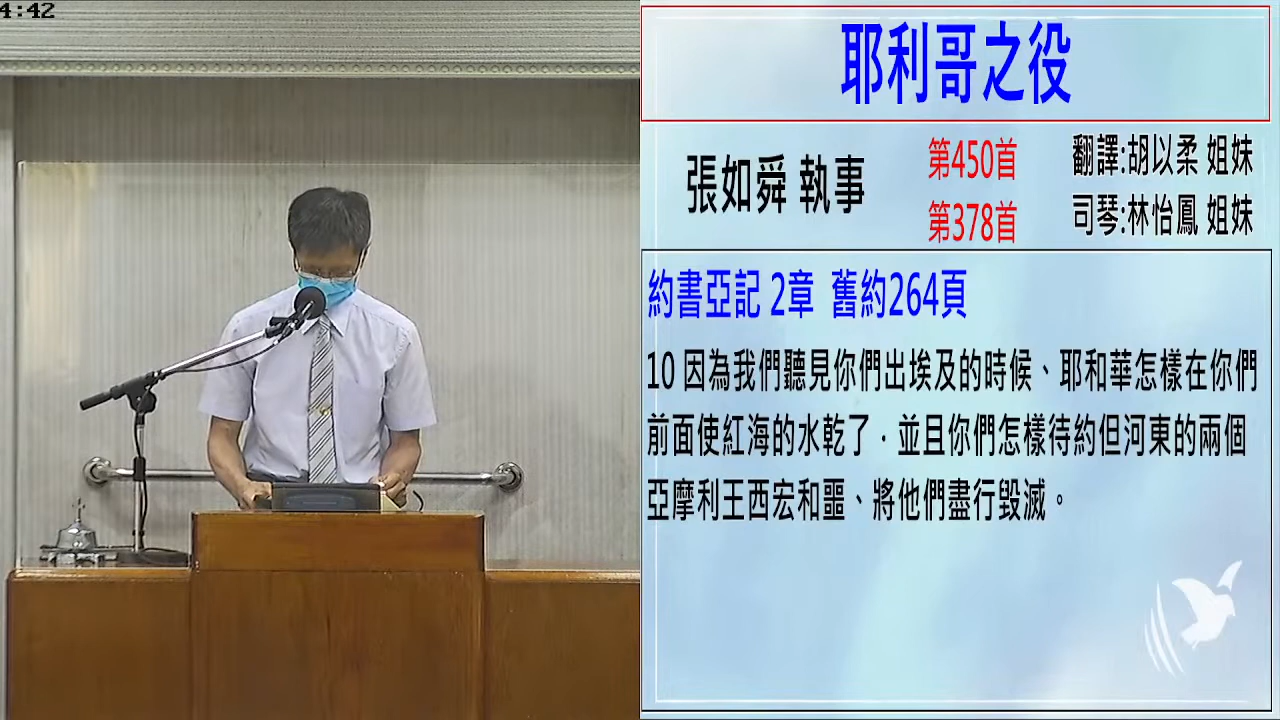 4:42
耶利哥之役
張如舜 執事
第450首
第378首
翻譯:胡以柔 姐妹
司琴:林怡鳳 姐妹
約書亞記 2章 舊約264頁
10 因為我們聽見你們出埃及的時候、耶和華怎樣在你們
前面使紅海的水乾了．並且你們怎樣待約但河東的兩個
亞摩利王西宏和噩、將他們盡行毀滅。